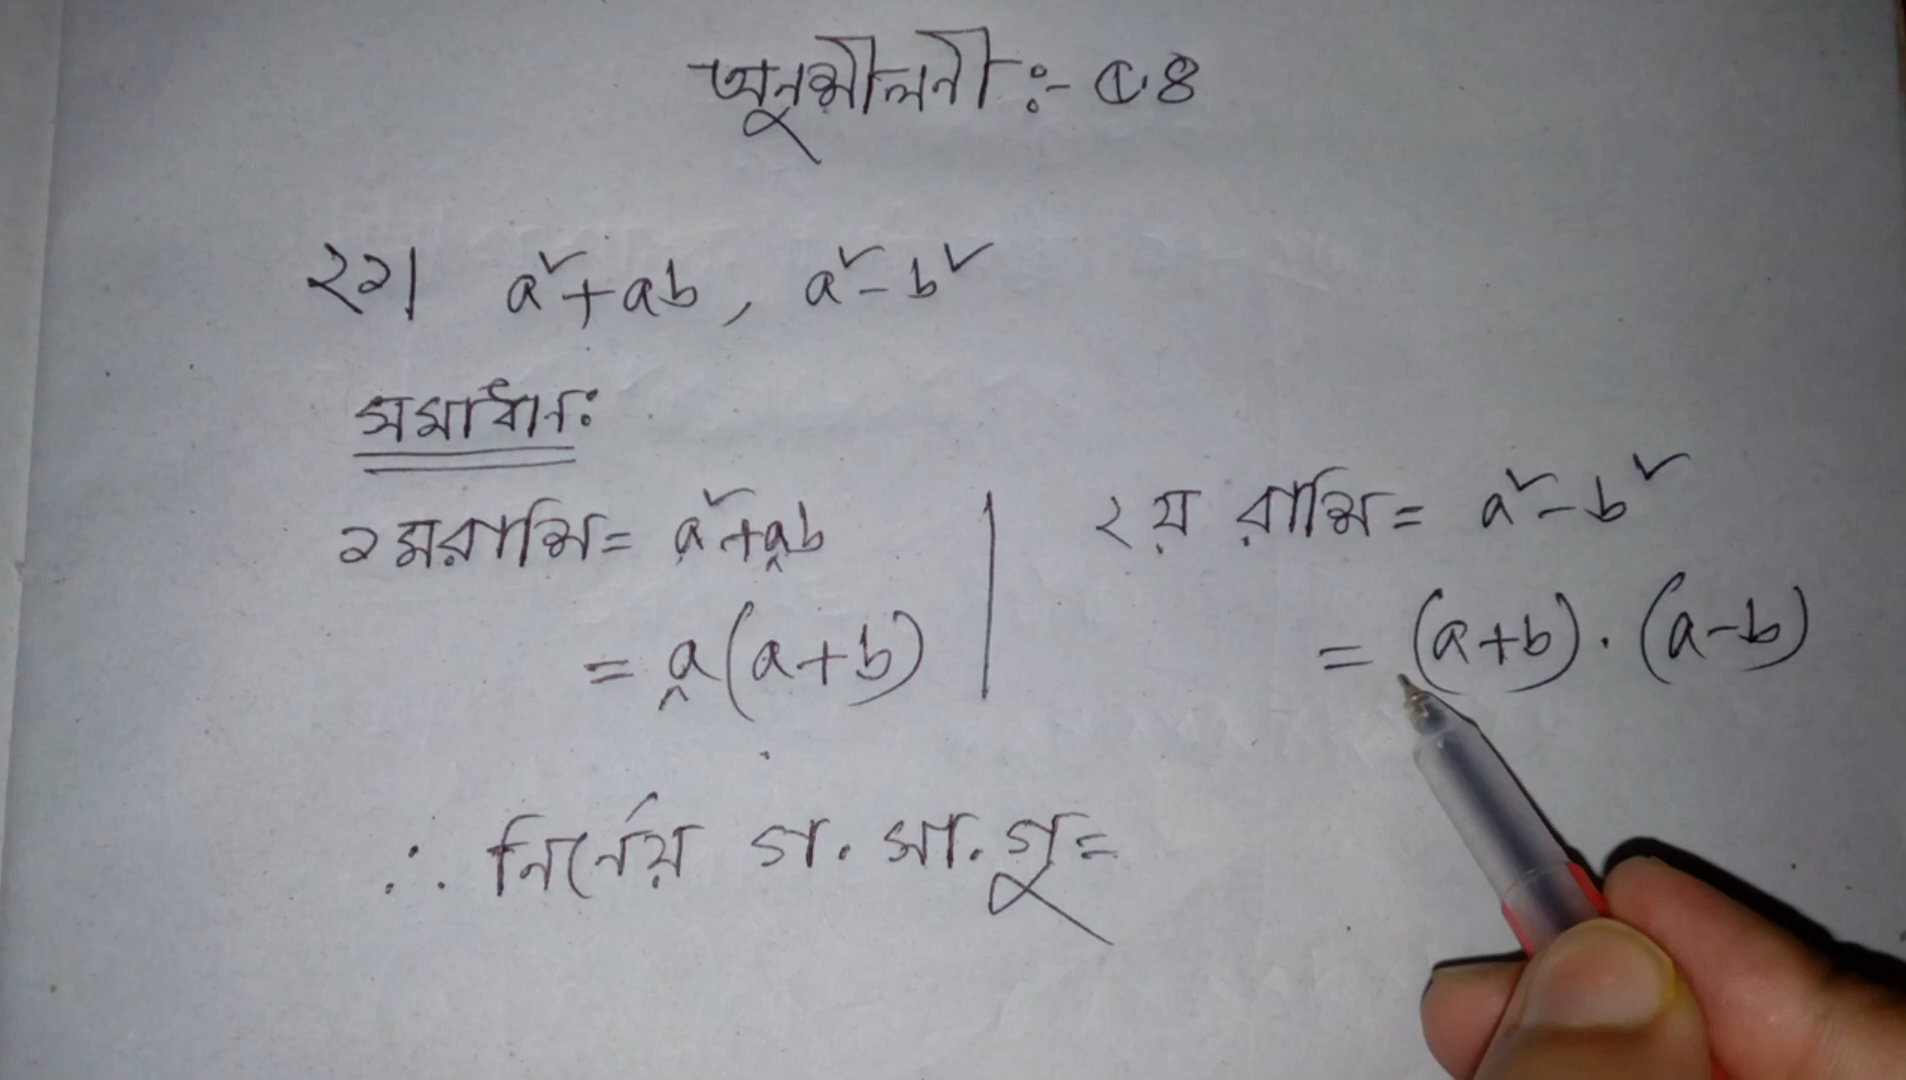 অনুশীলনী :- ৫.৪
২১| a²+ab, a²-b²
সমাধান:
১ম রাশি = a²+ab
= a(a+b)
২য় রাশি = a²-b²
= (a+b).(a-b)
∴ নির্নেয় গ.সা.গু =